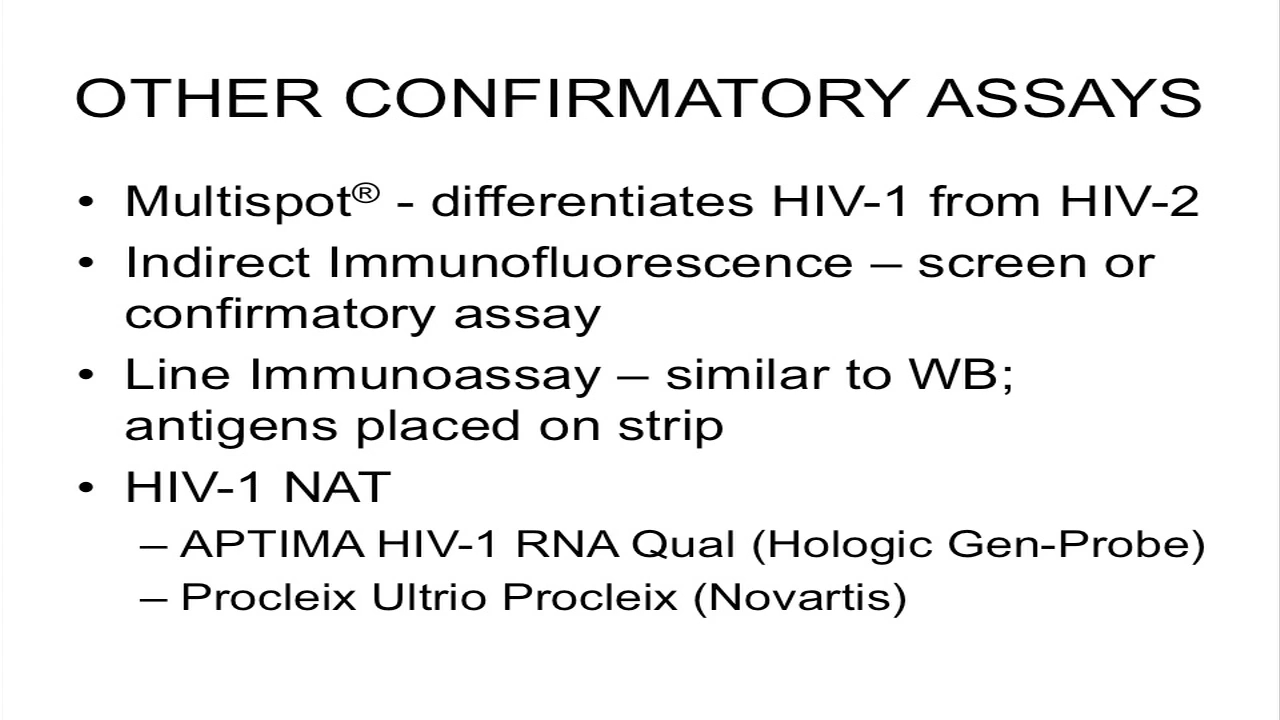 OTHER CONFIRMATORY ASSAYS
• Multispot® - differentiates HIV-1 from HIV-2
• Indirect Immunofluorescence – screen or
confirmatory assay
• Line Immunoassay – similar to WB;
antigens placed on strip
• HIV-1 NAT
– APTIMA HIV-1 RNA Qual (Hologic Gen-Probe)
– Procleix Ultrio Procleix (Novartis)